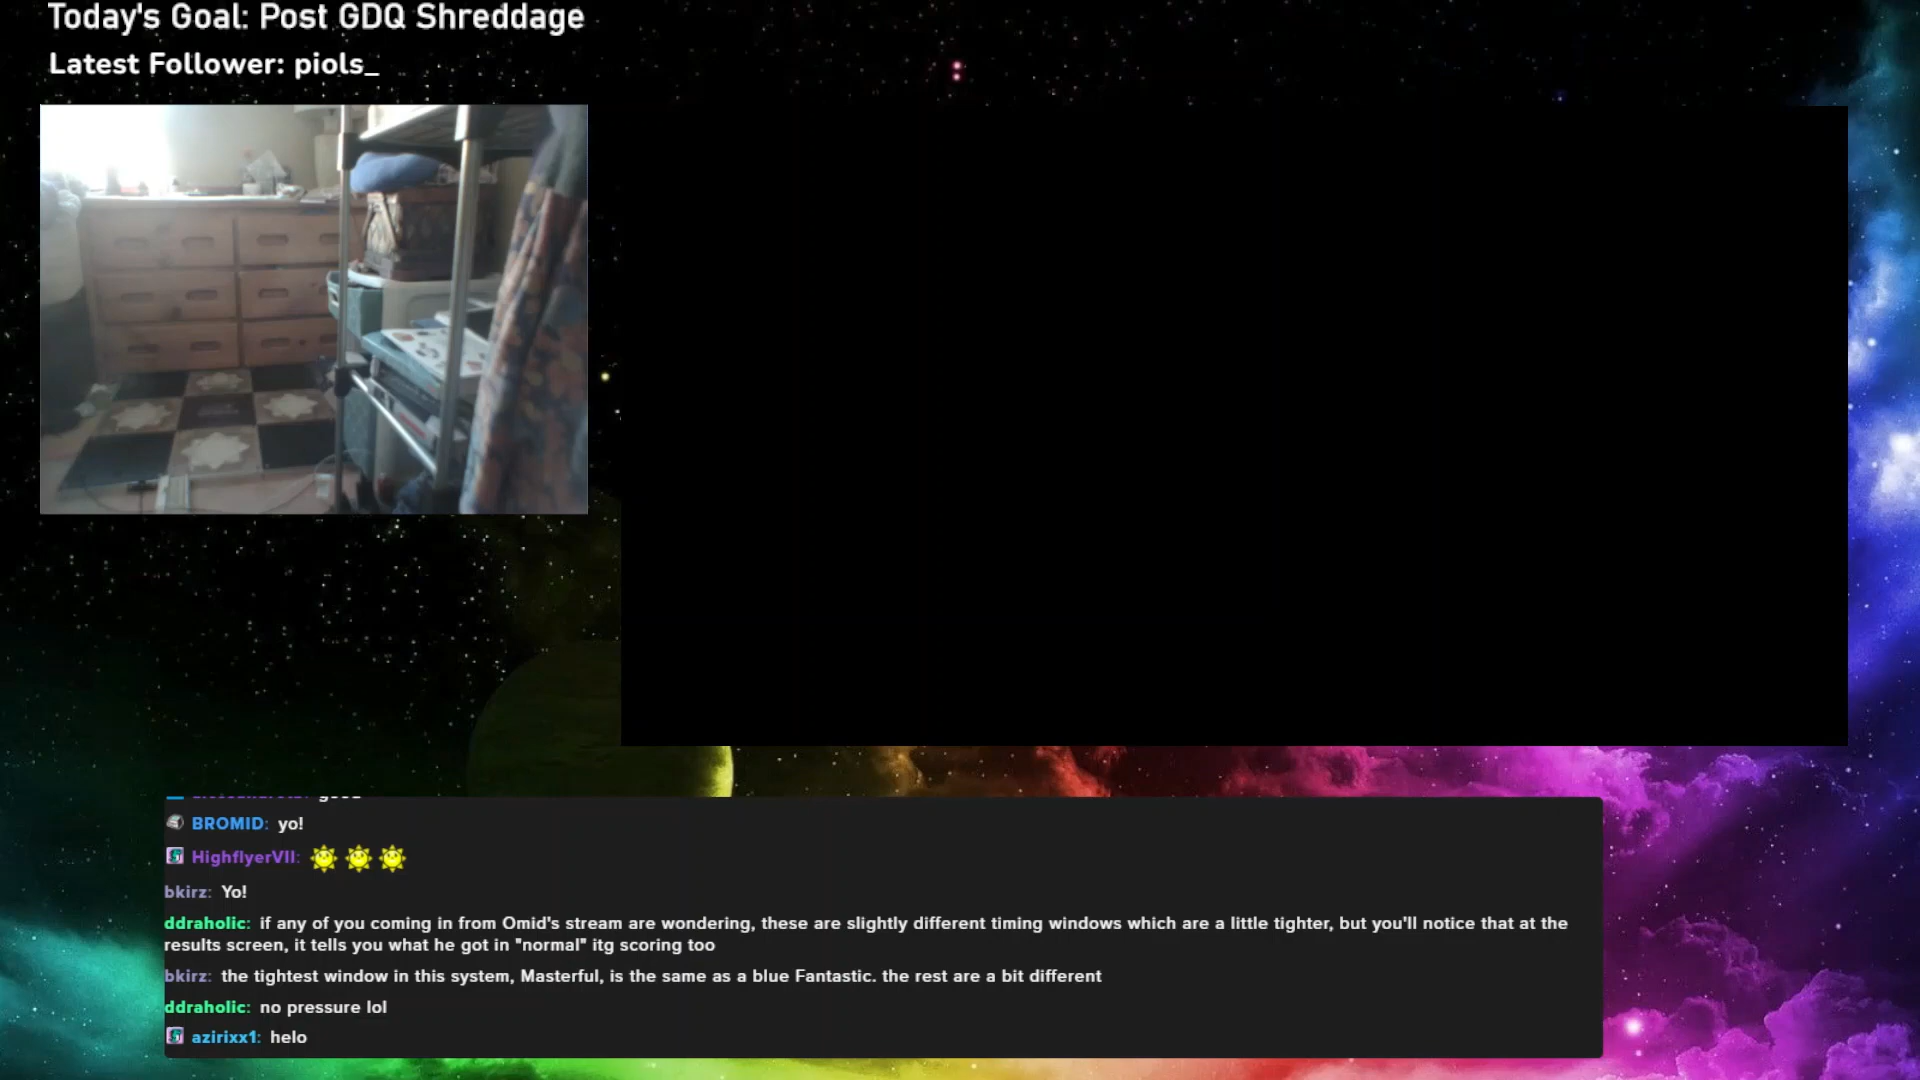 Today's Goal: Post GDQ Shreddage
Latest Follower: piols_
BROMID: yo!
HighflyerVII:
bkirz: Yo!
ddraholic: if any of you coming in from Omid's stream are wondering, these are slightly different timing windows which are a little tighter, but you'll notice that at the
results screen, it tells you what he got in "normal" itg scoring too
bkirz: the tightest window in this system, Masterful, is the same as a blue Fantastic. the rest are a bit different
ddraholic: no pressure lol
azirixx1: helo